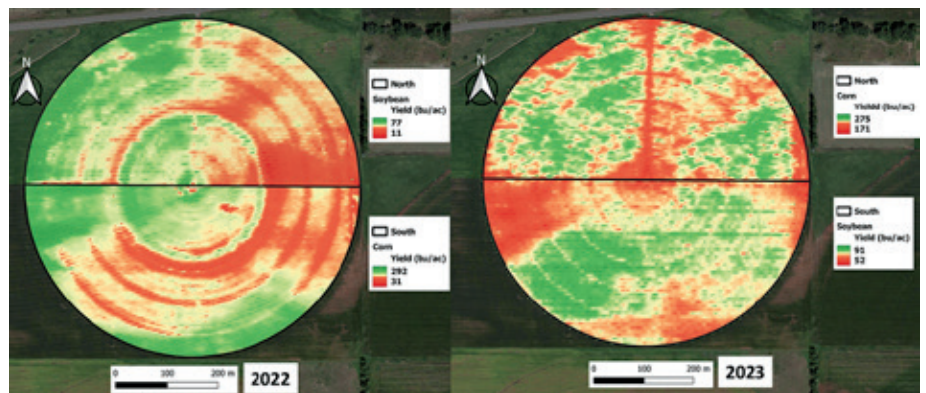 N
North
Soybean
Yield (bu/ac)
77
11
South
Corn
Yield (bu/ac)
292
31
0 100 200 m
2022
N
North
Corn
Yield (bu/ac)
275
171
South
Soybean
Yield (bu/ac)
91
52
0 100 200 m
2023